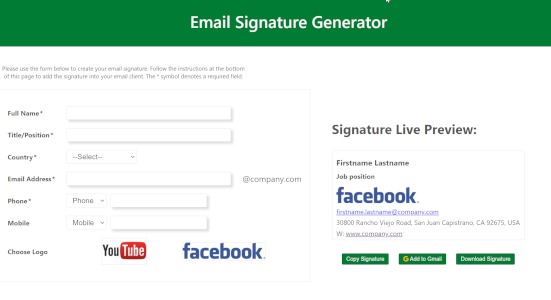 Email Signature Generator
Please use the form below to create your email signature. Follow the instructions at the bottom
of this page to add the signature into your email client. The * symbol denotes a required field.
Full Name*
Title/Position*
Country*
--Select--
Email Address*
@company.com
Phone*
Phone
Mobile
Mobile
Choose Logo
YouTube
facebook.
Signature Live Preview:
Firstname Lastname
Job position
facebook.
firstname.lastname@company.com
30800 Rancho Viejo Road, San Juan Capistrano, CA 92675, USA
W: www.company.com
Copy Signature
Add to Gmail
Download Signature